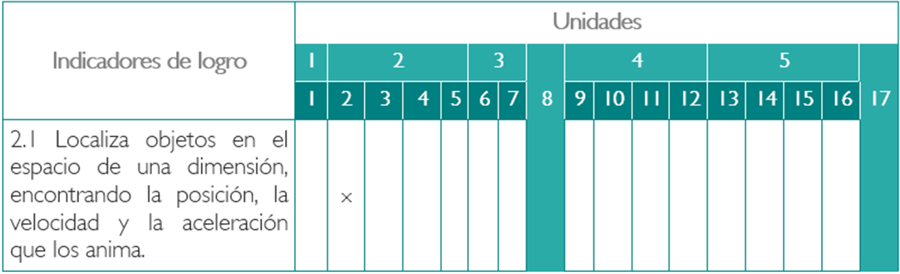 Unidades
Indicadores de logro
1 2 3 4 5
1 2 3 4 5 6 7 8 9 10 11 12 13 14 15 16 17
2.1 Localiza objetos en el
espacio de una dimensión,
encontrando la posición, la
velocidad y la aceleración
que los anima.
×